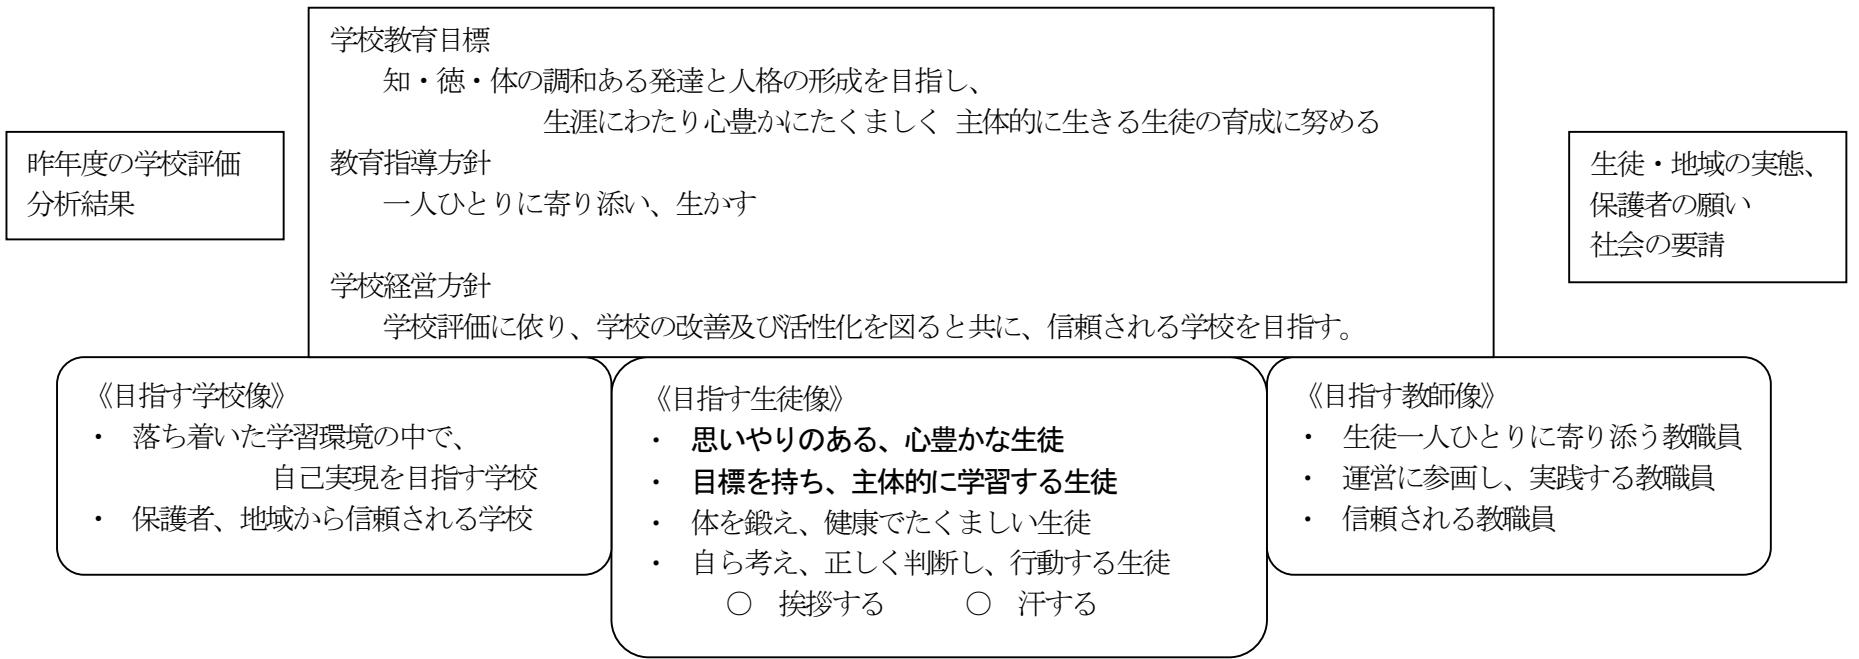 学校教育目標
知・徳・体の調和ある発達と人格の形成を目指し、
生涯にわたり心豊かにたくましく 主体的に生きる生徒の育成に努める
教育指導方針
一人ひとりに寄り添い、生かす
学校経営方針
学校評価に依り、学校の改善及び活性化を図ると共に、信頼される学校を目指す。
昨年度の学校評価
分析結果
生徒・地域の実態、
保護者の願い
社会の要請
《目指す学校像》
・ 落ち着いた学習環境の中で、
自己実現を目指す学校
・ 保護者、地域から信頼される学校
《目指す生徒像》
・ 思いやりのある、心豊かな生徒
・ 目標を持ち、主体的に学習する生徒
・ 体を鍛え、健康でたくましい生徒
・ 自ら考え、正しく判断し、行動する生徒
○ 挨拶する ○ 汗する
《目指す教師像》
・ 生徒一人ひとりに寄り添う教職員
・ 運営に参画し、実践する教職員
・ 信頼される教職員